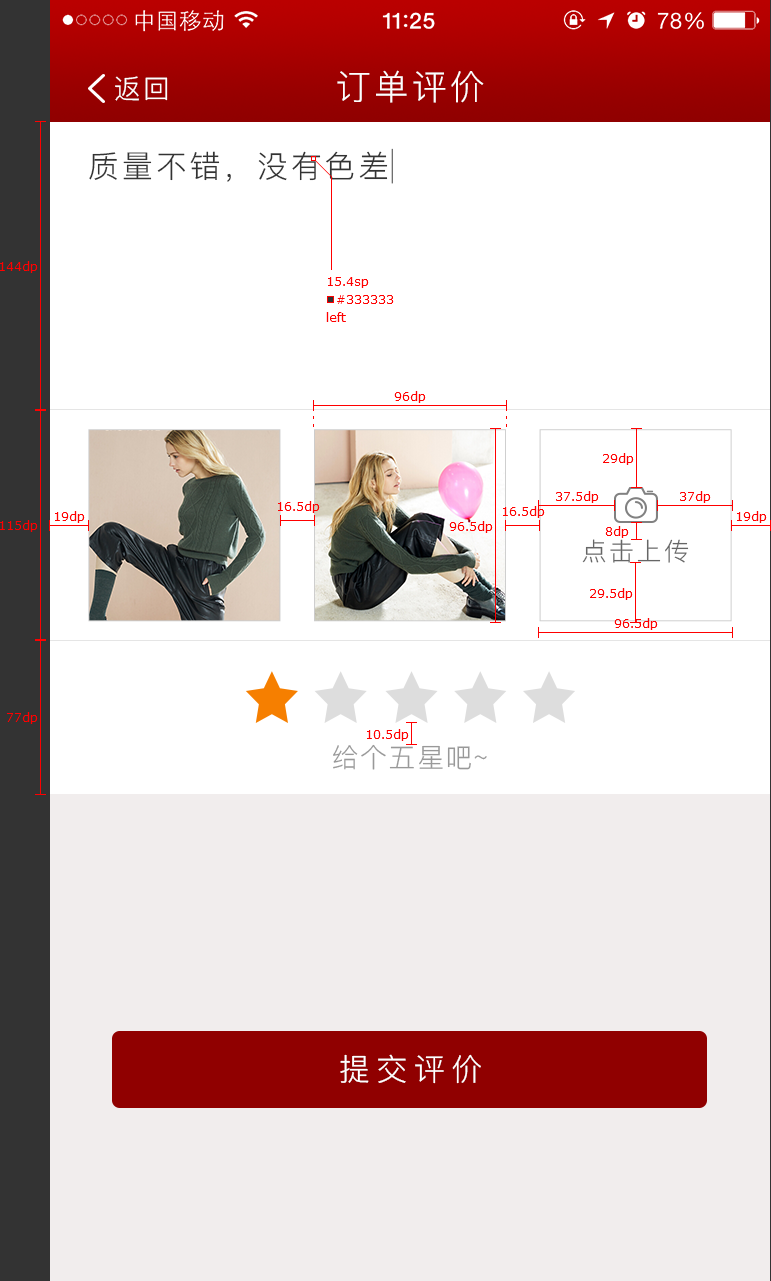 中国移动 11:25 78%
返回 订单评价
质量不错，没有色差
144dp
15.4sp
#333333
left
96dp
29dp
37.5dp 37dp
16.5dp
16.5dp
19dp
19dp
115dp
96.5dp
8dp
点击上传
29.5dp
96.5dp
77dp
10.5dp
给个五星吧~
提交评价